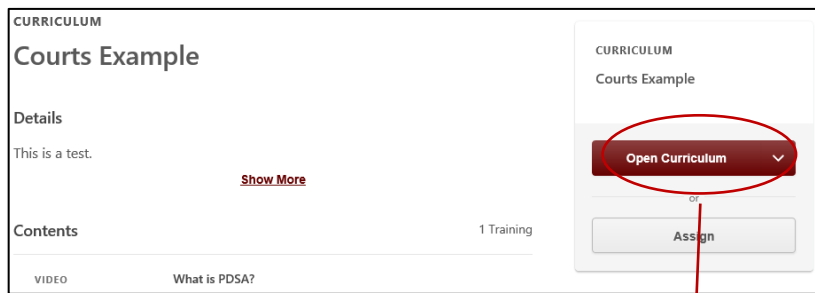 CURRICULUM
Courts Example
Details
This is a test.
Show More
Contents
1 Training
VIDEO
What is PDSA?
CURRICULUM
Courts Example
Open Curriculum
or
Assign